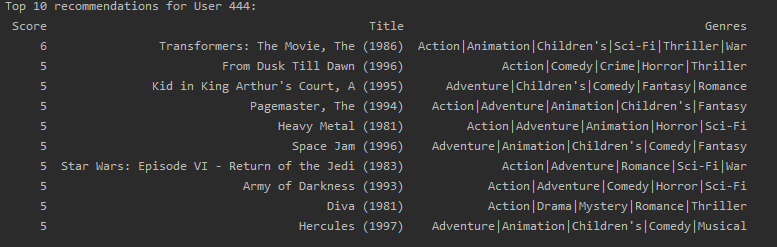 Top 10 recommendations for User 444:
Score Title Genres
6 Transformers: The Movie, The (1986) Action|Animation|Children's|Sci-Fi|Thriller|War
5 From Dusk Till Dawn (1996) Action|Comedy|Crime|Horror|Thriller
5 Kid in King Arthur's Court, A (1995) Adventure|Children's|Comedy|Fantasy|Romance
5 Pagemaster, The (1994) Action|Adventure|Animation|Children's|Fantasy
5 Heavy Metal (1981) Action|Adventure|Animation|Horror|Sci-Fi
5 Space Jam (1996) Adventure|Animation|Children's|Comedy|Fantasy
5 Star Wars: Episode VI - Return of the Jedi (1983) Action|Adventure|Romance|Sci-Fi|War
5 Army of Darkness (1993) Action|Adventure|Comedy|Horror|Sci-Fi
5 Diva (1981) Action|Drama|Mystery|Romance|Thriller
5 Hercules (1997) Adventure|Animation|Children's|Comedy|Musical